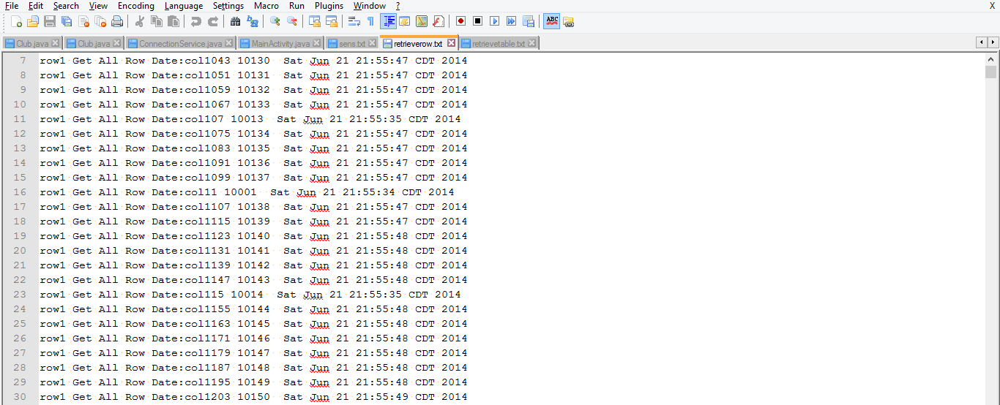 File Edit Search View Encoding Language Settings Macro Run Plugins Window ? X
ABC
Club.java Club.java ConnectionService.java MainActivity.java sens.txt retrieverow.txt retrievetable.txt
7 row1 Get All Row Date:col1043 10130 Sat Jun 21 21:55:47 CDT 2014
8 row1 Get All Row Date:col1051 10131 Sat Jun 21 21:55:47 CDT 2014
9 row1 Get All Row Date:col1059 10132 Sat Jun 21 21:55:47 CDT 2014
10 row1 Get All Row Date:col1067 10133 Sat Jun 21 21:55:47 CDT 2014
11 row1 Get All Row Date:col107 10013 Sat Jun 21 21:55:35 CDT 2014
12 row1 Get All Row Date:col1075 10134 Sat Jun 21 21:55:47 CDT 2014
13 row1 Get All Row Date:col1083 10135 Sat Jun 21 21:55:47 CDT 2014
14 row1 Get All Row Date:col1091 10136 Sat Jun 21 21:55:47 CDT 2014
15 row1 Get All Row Date:col1099 10137 Sat Jun 21 21:55:47 CDT 2014
16 row1 Get All Row Date:col11 10001 Sat Jun 21 21:55:34 CDT 2014
17 row1 Get All Row Date:col1107 10138 Sat Jun 21 21:55:47 CDT 2014
18 row1 Get All Row Date:col1115 10139 Sat Jun 21 21:55:47 CDT 2014
19 row1 Get All Row Date:col1123 10140 Sat Jun 21 21:55:48 CDT 2014
20 row1 Get All Row Date:col1131 10141 Sat Jun 21 21:55:48 CDT 2014
21 row1 Get All Row Date:col1139 10142 Sat Jun 21 21:55:48 CDT 2014
22 row1 Get All Row Date:col1147 10143 Sat Jun 21 21:55:48 CDT 2014
23 row1 Get All Row Date:col115 10014 Sat Jun 21 21:55:35 CDT 2014
24 row1 Get All Row Date:col1155 10144 Sat Jun 21 21:55:48 CDT 2014
25 row1 Get All Row Date:col1163 10145 Sat Jun 21 21:55:48 CDT 2014
26 row1 Get All Row Date:col1171 10146 Sat Jun 21 21:55:48 CDT 2014
27 row1 Get All Row Date:col1179 10147 Sat Jun 21 21:55:48 CDT 2014
28 row1 Get All Row Date:col1187 10148 Sat Jun 21 21:55:48 CDT 2014
29 row1 Get All Row Date:col1195 10149 Sat Jun 21 21:55:48 CDT 2014
30 row1 Get All Row Date:col1203 10150 Sat Jun 21 21:55:49 CDT 2014